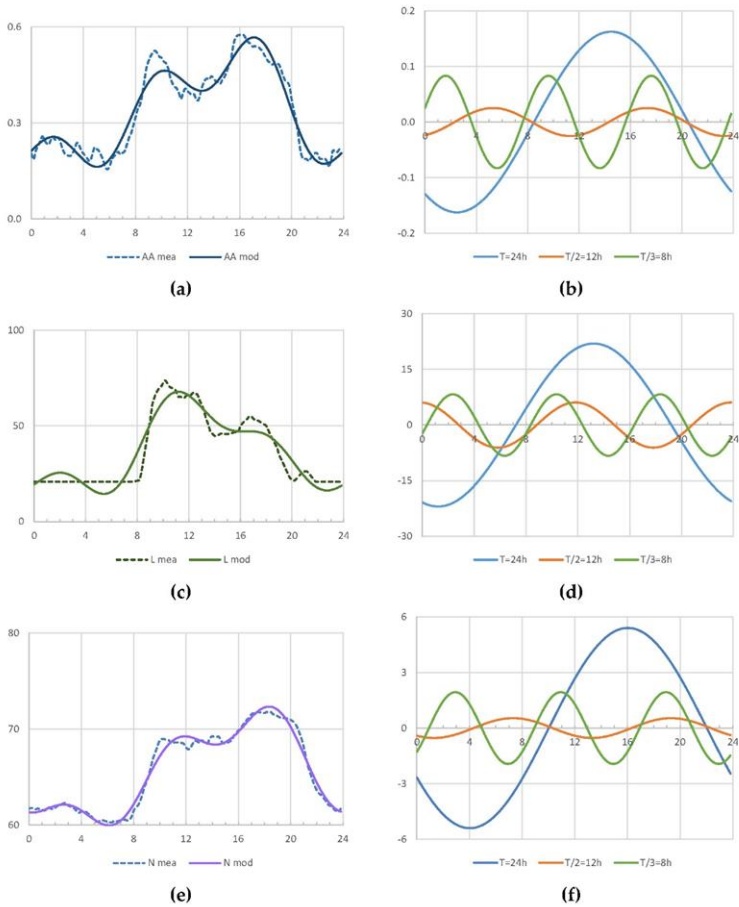 0.6
0.3
0.0
0 4 8 12 16 20 24
AA mea AA mod
(a)
0.2
0.1
0.0
-0.1
-0.2
0 4 8 12 16 20 24
T=24h T/2=12h T/3=8h
(b)
100
50
0
0 4 8 12 16 20 24
L mea L mod
(c)
30
15
0
-15
-30
0 4 8 12 16 20 24
T=24h T/2=12h T/3=8h
(d)
80
70
60
0 4 8 12 16 20 24
N mea N mod
(e)
6
3
0
-3
-6
0 4 8 12 16 20 24
T=24h T/2=12h T/3=8h
(f)